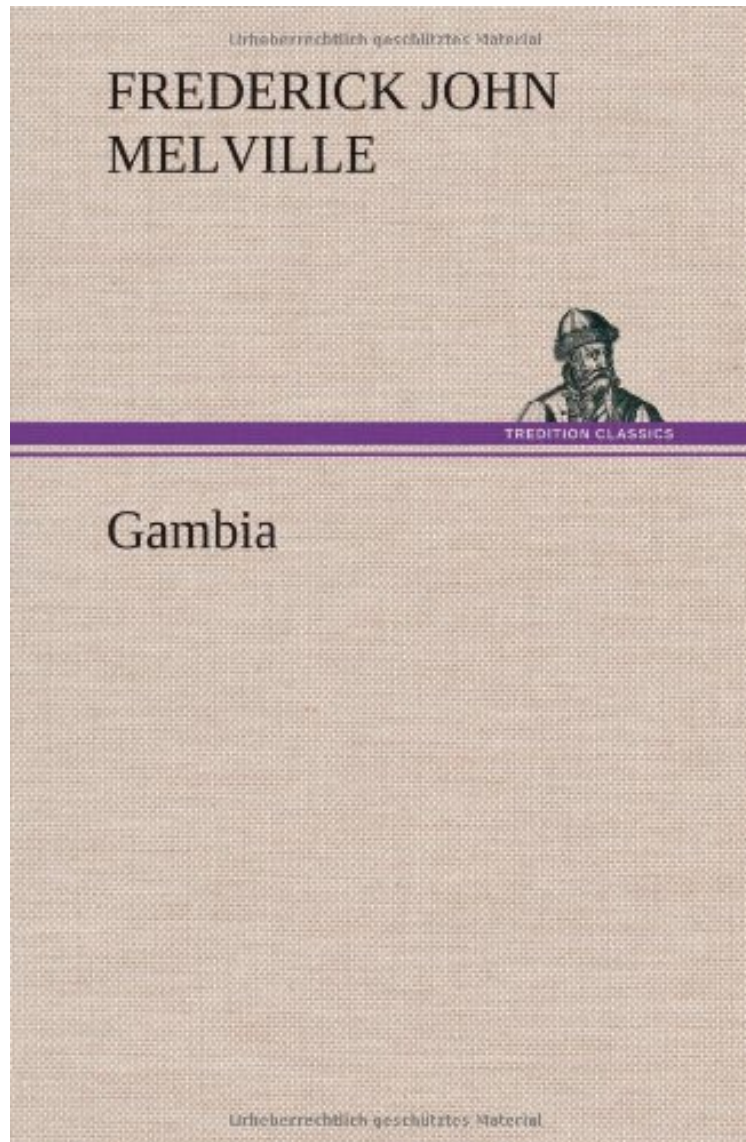 Urheberrechtlich geschütztes Material
FREDERICK JOHN
MELVILLE
TREDITION CLASSICS
Gambia
Urheberrechtlich geschütztes Material